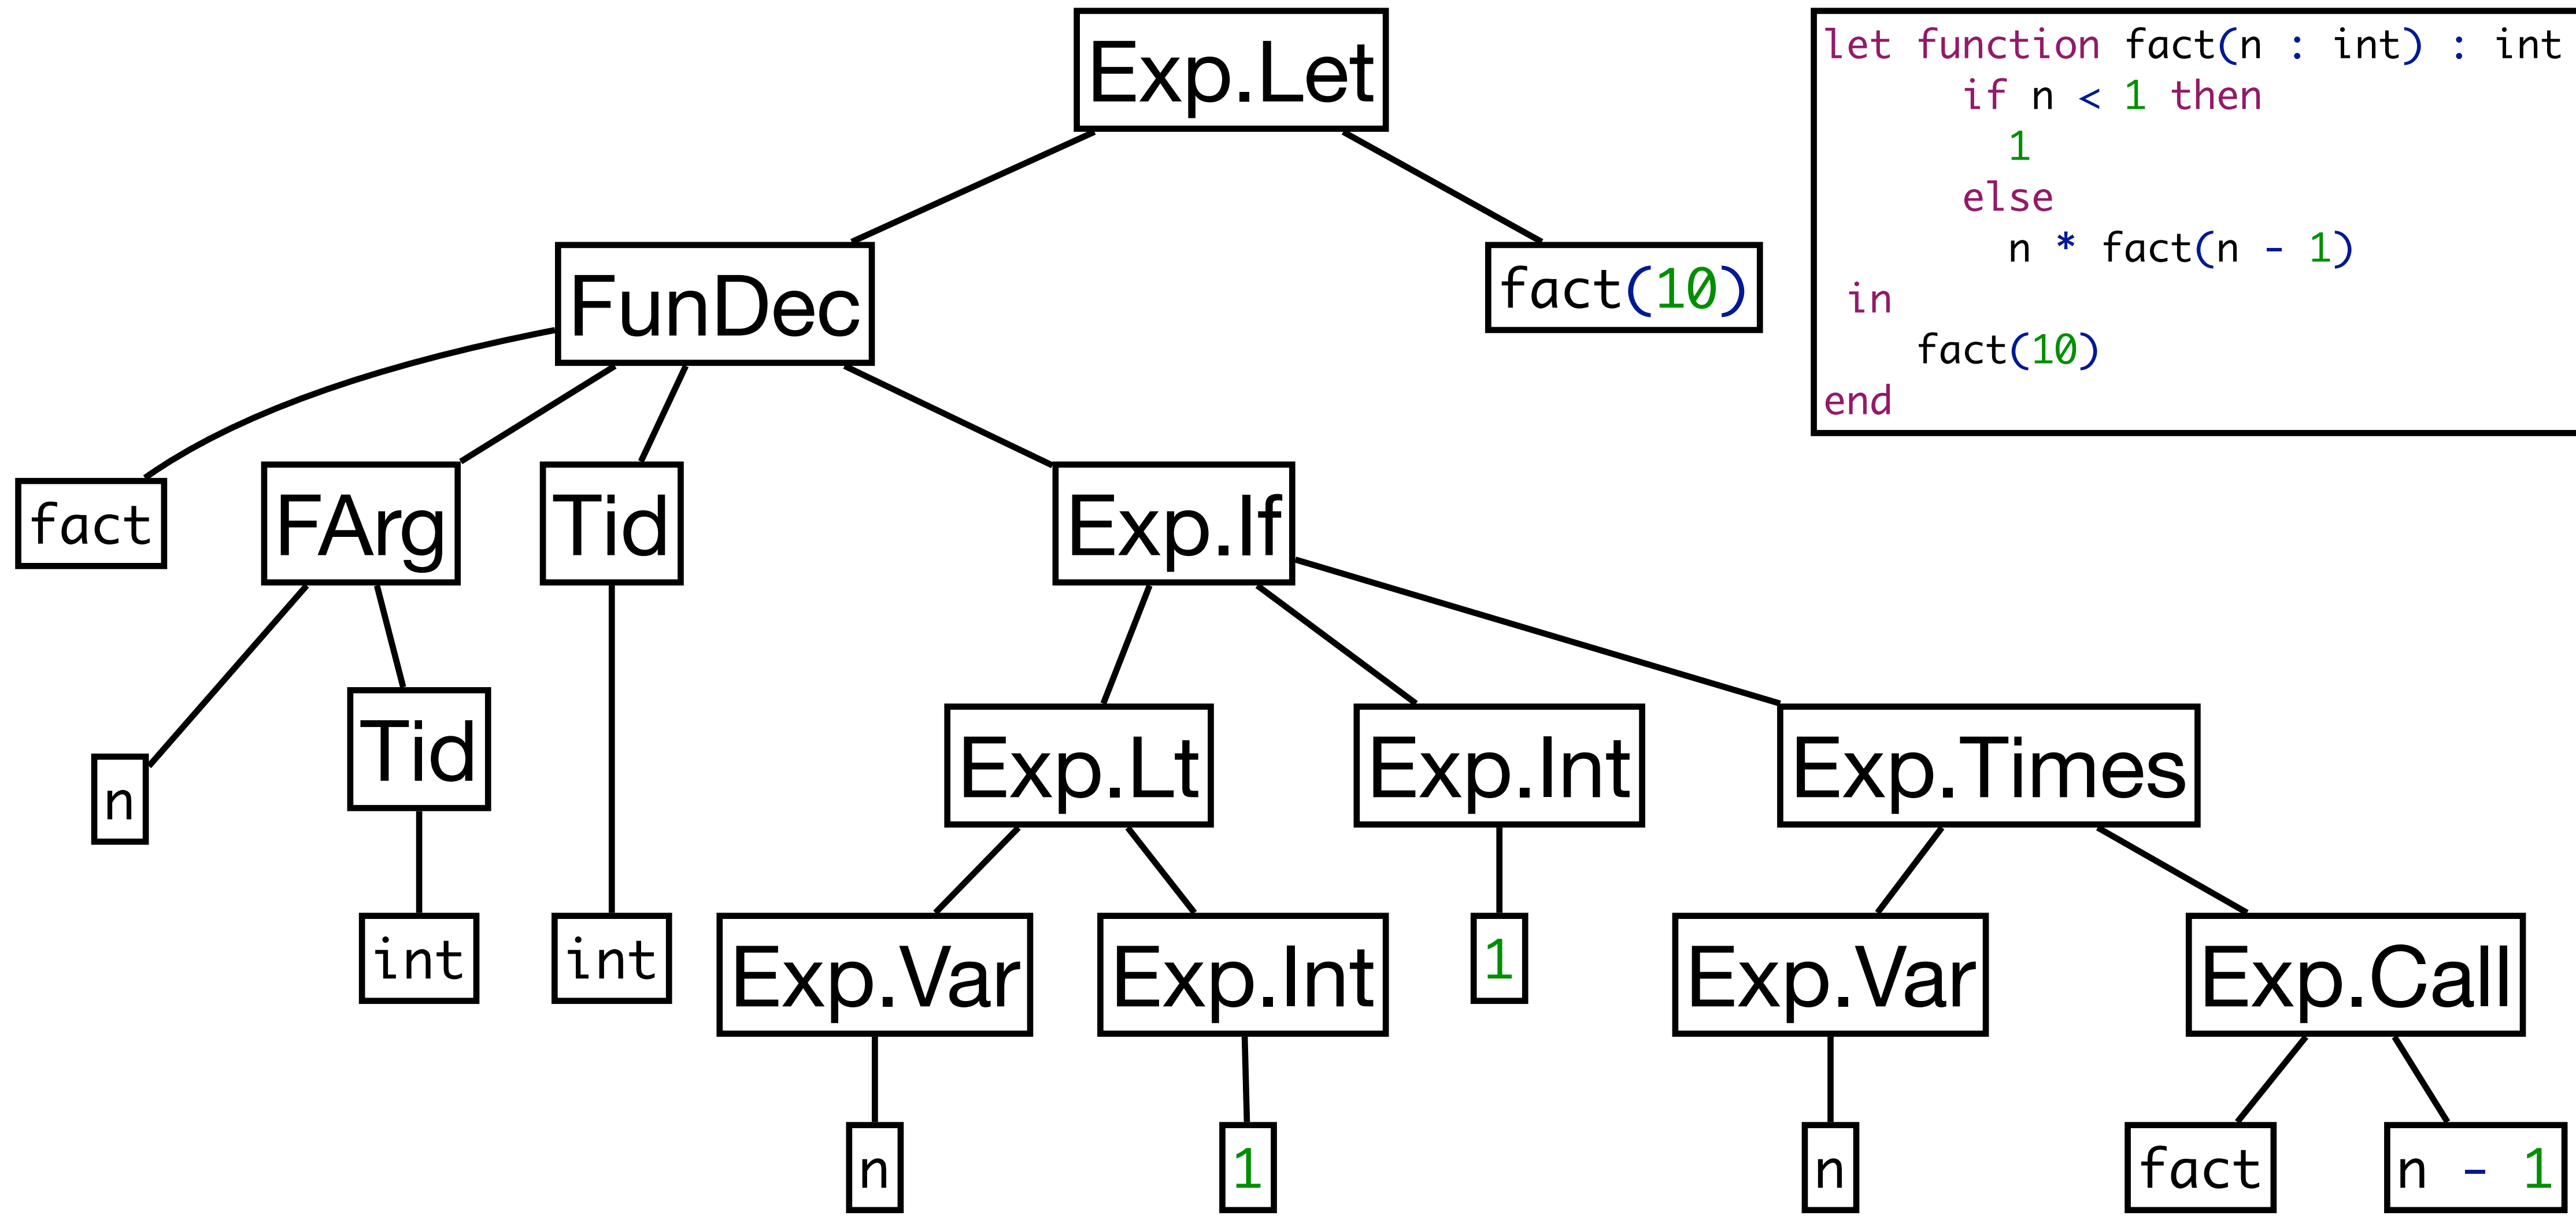 Exp.Let
let function fact(n : int) : int
if n < 1 then
1
else
n * fact(n - 1)
in
fact(10)
end
FunDec
fact(10)
fact
FArg
Tid
Exp.If
n
Tid
Exp.Lt
Exp.Int
Exp.Times
int
int
Exp.Var
Exp.Int
1
Exp.Var
Exp.Call
n
1
n
fact
n - 1